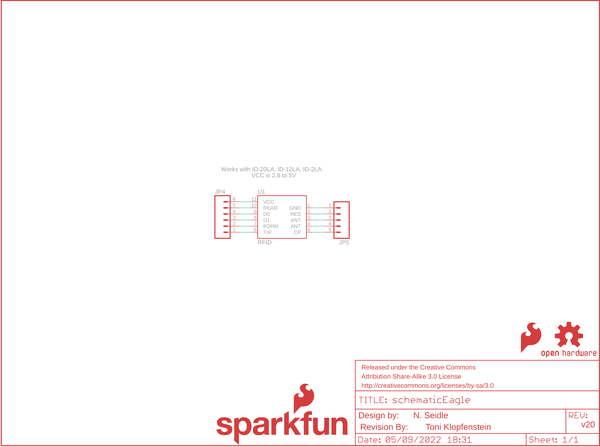 Works with ID-20LA, ID-12LA, ID-2LA
VCC is 2.8 to 5V
JP4
U1
VCC
READ
D0
D1
FORM
TIR
GND
RES
ANT
ANT
CP
RFID
JP5
open hardware
sparkfun
Released under the Creative Commons
Attribution Share-Alike 3.0 License
http://creativecommons.org/licenses/by-sa/3.0
TITLE: schematicEagle
Design by: N. Seidle
Revision By: Toni Klopfenstein
REV:
v20
Date: 05/09/2022 18:31
Sheet: 1/1